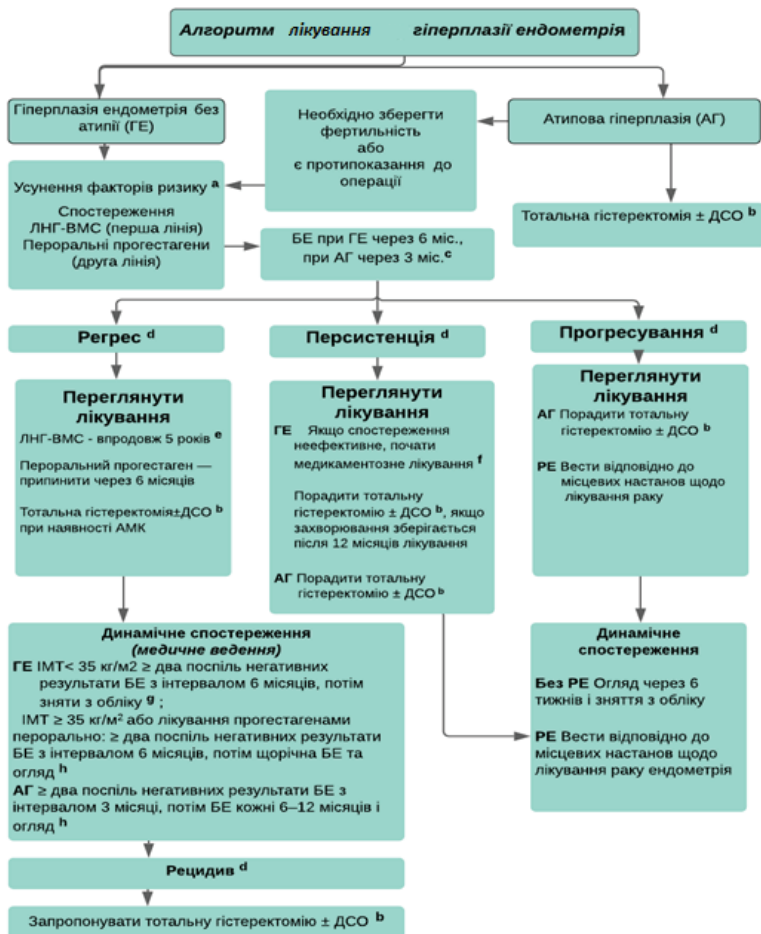 Алгоритм лікування гіперплазії ендометрія
Гіперплазія ендометрія без
атипії (ГЕ)
Необхідно зберегти
фертильність
або
є протипоказання до
операції
Атипова гіперплазія (АГ)
Усунення факторів ризику a
Спостереження
ЛНГ-ВМС (перша лінія)
Пероральні прогестагени
(друга лінія)
БЕ при ГЕ через 6 міс.,
при АГ через 3 міс.c
Тотальна гістеректомія ± ДСО b
Регрес d
Персистенція d
Прогресування d
Переглянути
лікування
ЛНГ-ВМС - впродовж 5 років e
Пероральний прогестаген —
припинити через 6 місяців
Тотальна гістеректомія±ДСО b
при наявності АМК
Переглянути
лікування
ГЕ Якщо спостереження
неефективне, почати
медикаментозне лікування f
Порадити тотальну
гістеректомію ± ДСО b, якщо
захворювання зберігається
після 12 місяців лікування
АГ Порадити тотальну
гістеректомію ± ДСО b
Переглянути
лікування
АГ Порадити тотальну
гістеректомію ± ДСО b
РЕ Вести відповідно до
місцевих настанов щодо
лікування раку
Динамічне спостереження
(медичне ведення)
ГЕ ІМТ< 35 кг/м2 ≥ два поспіль негативних
результати БЕ з інтервалом 6 місяців, потім
зняти з обліку g ;
ІМТ ≥ 35 кг/м² або лікування прогестагенами
перорально: ≥ два поспіль негативних результати
БЕ з інтервалом 6 місяців, потім щорічна БЕ та
огляд h
АГ ≥ два поспіль негативних результати БЕ з
інтервалом 3 місяці, потім БЕ кожні 6–12 місяців і
огляд h
Динамічне
спостереження
Без РЕ Огляд через 6
тижнів і зняття з обліку
РЕ Вести відповідно до
місцевих настанов щодо
лікування раку ендометрія
Рецидив d
Запропонувати тотальну гістеректомію ± ДСО b